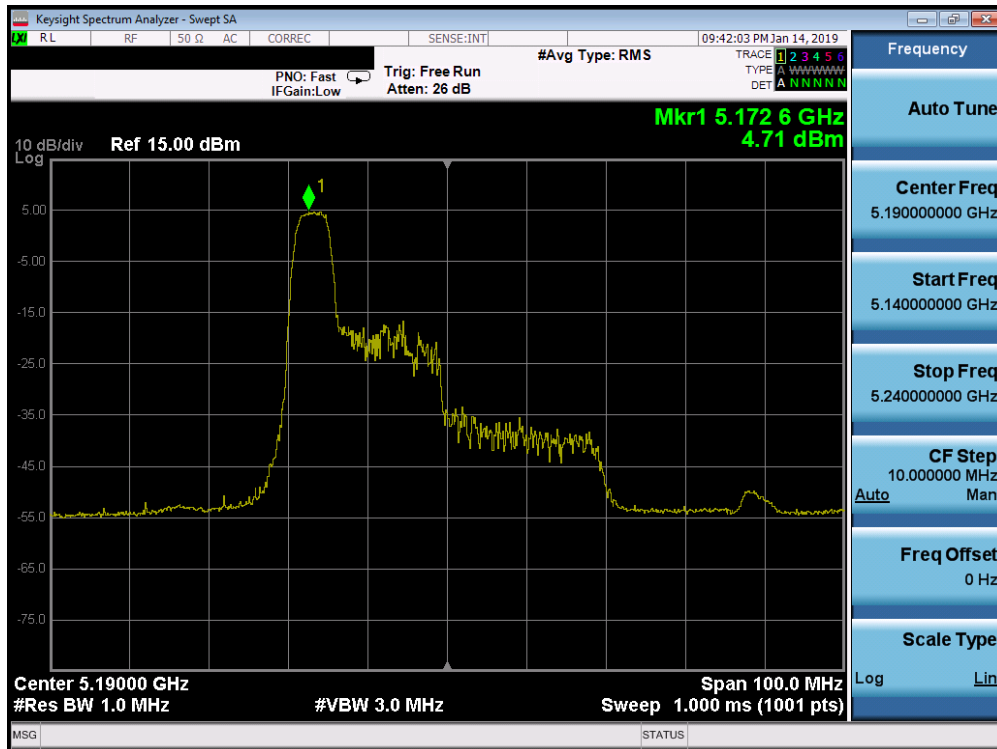 Keysight Spectrum Analyzer - Swept SA
LXI RL RF 50 Ω AC CORREC SENSE:INT 09:42:03 PM Jan 14, 2019
#Avg Type: RMS
TRACE 1 2 3 4 5 6
TYPE A WWWWW
DET A N N N N N
PNO: Fast
IFGain:Low
Trig: Free Run
Atten: 26 dB
Mkr1 5.172 6 GHz
4.71 dBm
10 dB/div Ref 15.00 dBm
Log
1
5.00
-5.00
-15.0
-25.0
-35.0
-45.0
-55.0
-65.0
-75.0
Center 5.19000 GHz Span 100.0 MHz
#Res BW 1.0 MHz #VBW 3.0 MHz Sweep 1.000 ms (1001 pts)
MSG STATUS
Frequency
Auto Tune
Center Freq
5.190000000 GHz
Start Freq
5.140000000 GHz
Stop Freq
5.240000000 GHz
CF Step
10.000000 MHz
Auto Man
Freq Offset
0 Hz
Scale Type
Log Lin